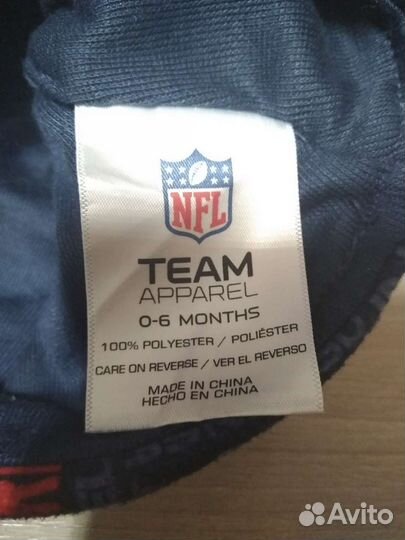 NFL
TEAM
APPAREL
0-6 MONTHS
100% POLYESTER / POLIÉSTER
CARE ON REVERSE / VER EL REVERSO
MADE IN CHINA
HECHO EN CHINA
Avito